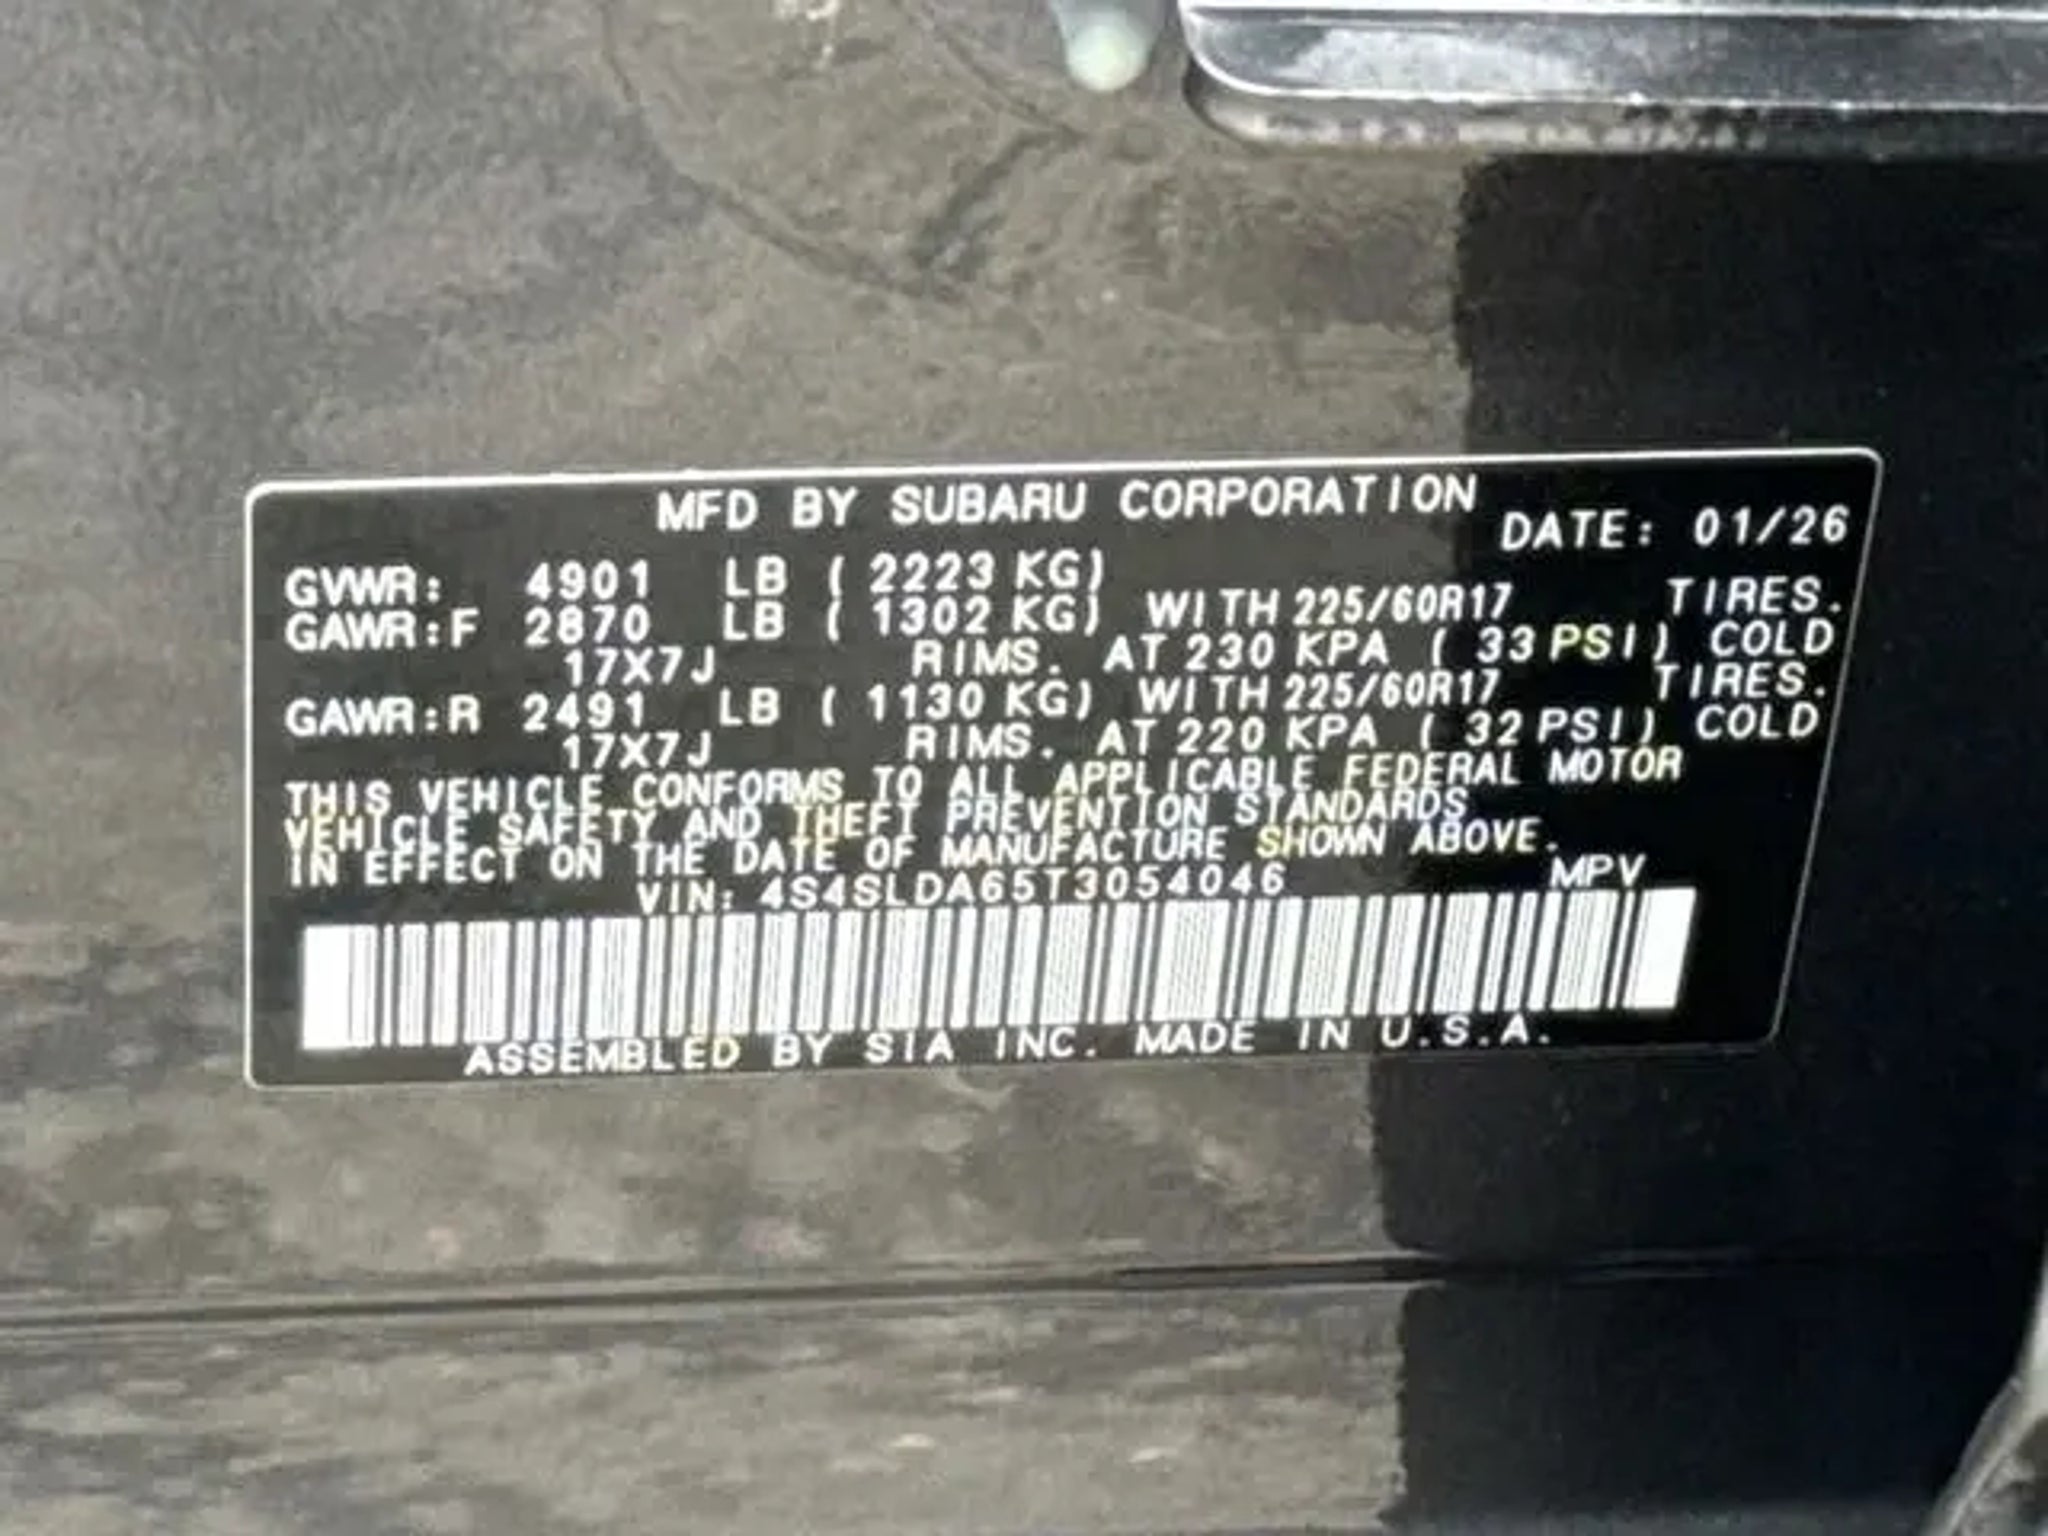 MFD BY SUBARU CORPORATION
DATE: 01/26
GVWR: 4901 LB ( 2223 KG)
GAWR:F 2870 LB ( 1302 KG) WITH 225/60R17 TIRES.
17X7J RIMS. AT 230 KPA ( 33 PSI) COLD
GAWR:R 2491 LB ( 1130 KG) WITH 225/60R17 TIRES.
17X7J RIMS. AT 220 KPA ( 32 PSI) COLD
THIS VEHICLE CONFORMS TO ALL APPLICABLE FEDERAL MOTOR
VEHICLE SAFETY AND THEFT PREVENTION STANDARDS
IN EFFECT ON THE DATE OF MANUFACTURE SHOWN ABOVE.
VIN: 4S4SLDA65T3054046 MPV
ASSEMBLED BY SIA INC. MADE IN U.S.A.